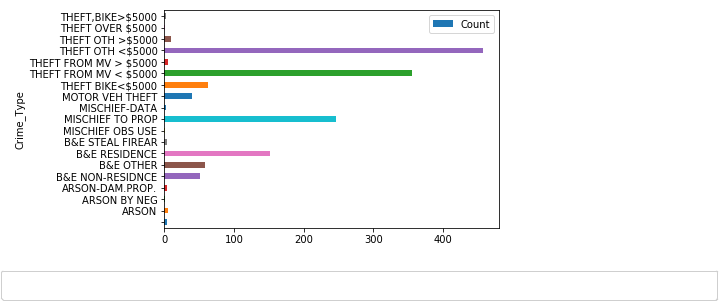 THEFT,BIKE>$5000
THEFT OVER $5000
THEFT OTH >$5000
THEFT OTH <$5000
THEFT FROM MV > $5000
THEFT FROM MV < $5000
THEFT BIKE<$5000
MOTOR VEH THEFT
MISCHIEF-DATA
MISCHIEF TO PROP
MISCHIEF OBS USE
B&E STEAL FIREAR
B&E RESIDENCE
B&E OTHER
B&E NON-RESIDNCE
ARSON-DAM.PROP.
ARSON BY NEG
ARSON
Crime_Type
Count
0 100 200 300 400